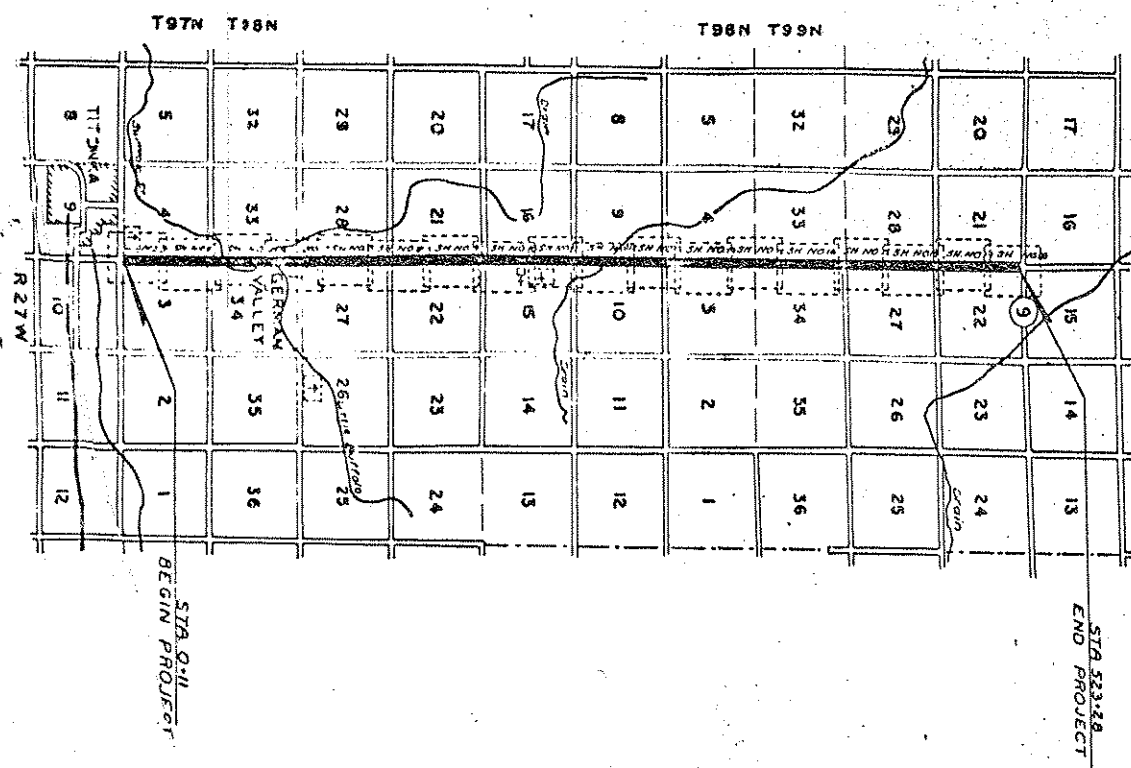 T97N T98N
T98N T99N
8 5 32 29 20 17 8 5 32 29 20 17
TITONKA
Drain
9 4 33 28 21 16 9 4 33 28 21 16
10 3 34 27 22 15 10 3 34 27 22 15
GERMAN
VALLEY
9
R27W
11 2 35 26 23 14 11 2 35 26 23 14
Buffalo
Drain
12 1 36 25 24 13 12 1 36 25 24 13
Drain
STA 0+11
BEGIN PROJECT
STA 523+28
END PROJECT